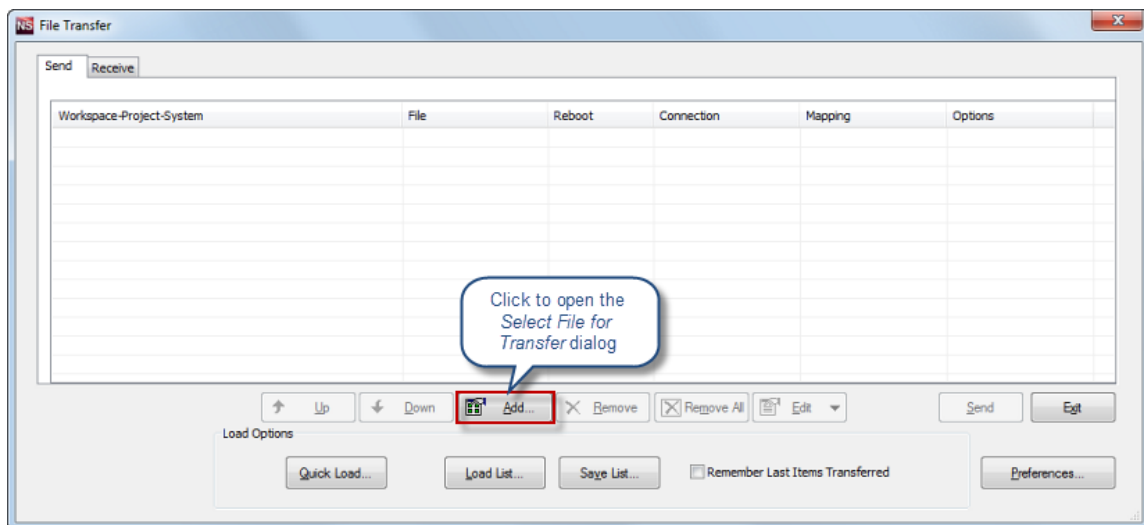 NS File Transfer
Send Receive
Workspace-Project-System File Reboot Connection Mapping Options
Click to open the
Select File for
Transfer dialog
Up Down Add... Remove Remove All Edit Send Exit
Load Options
Quick Load... Load List... Save List... Remember Last Items Transferred Preferences...